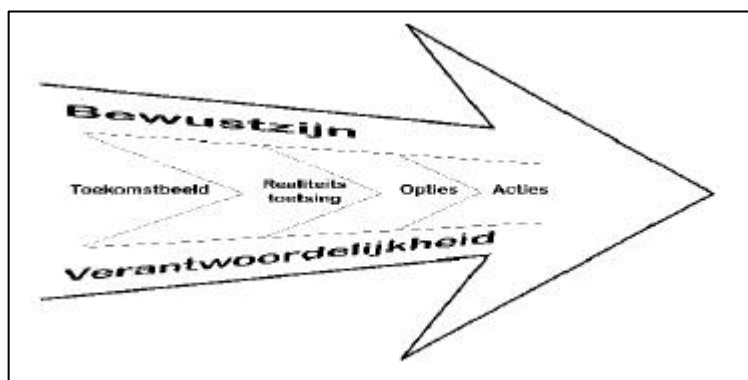 Bewustzijn
Toekomstbeeld
Realiteits
toetsing
Opties
Acties
Verantwoordelijkheid